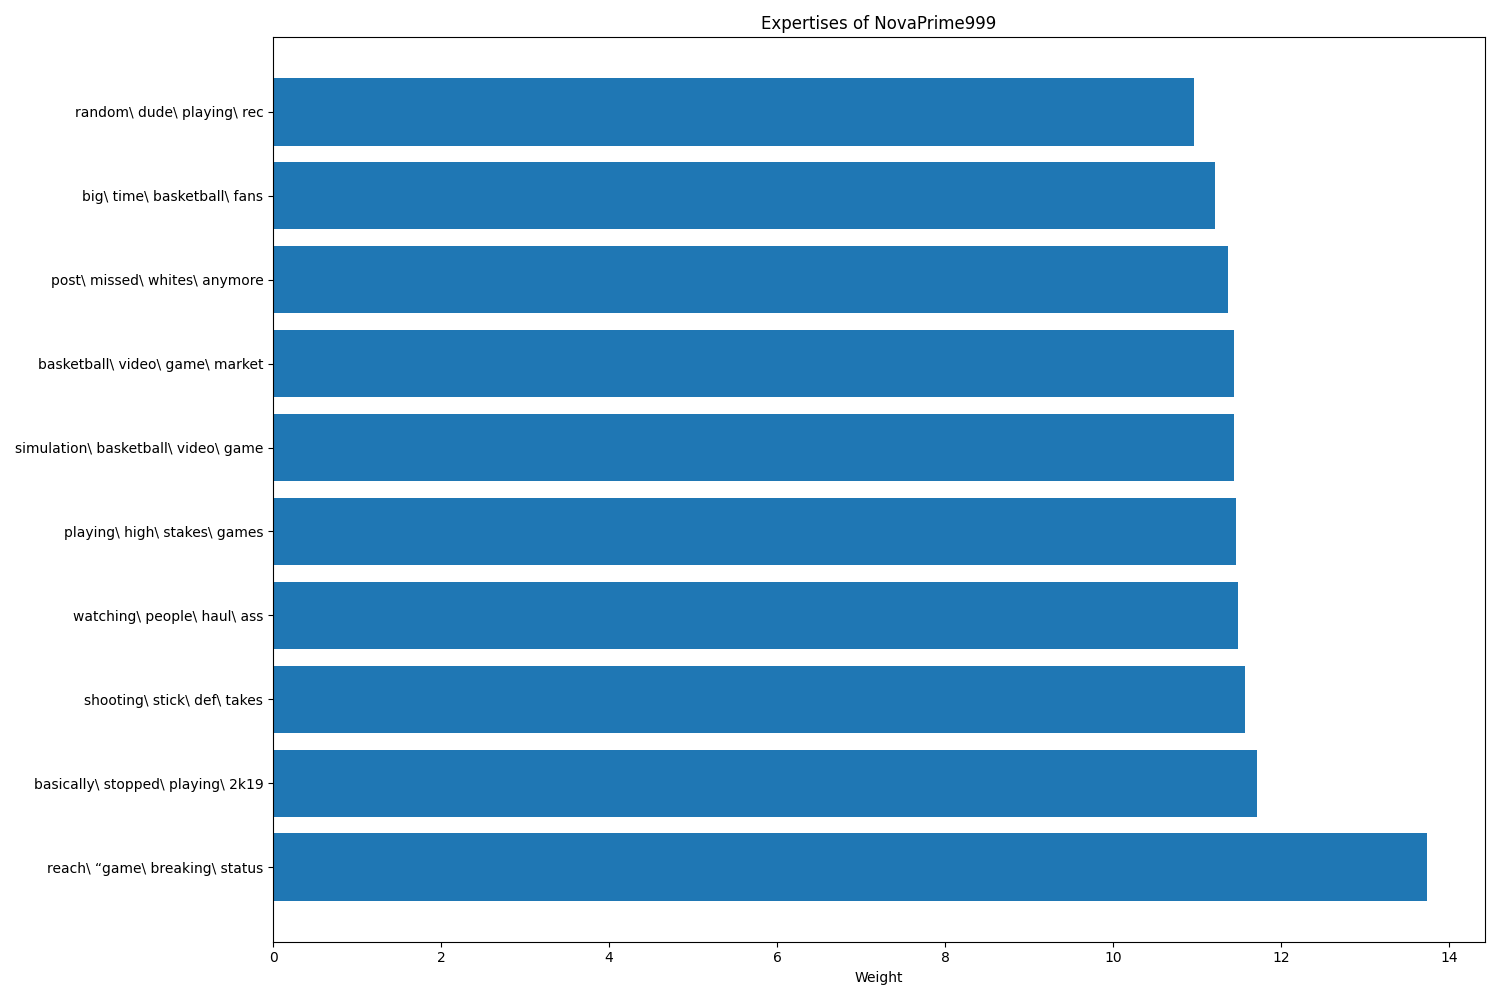 Expertises of NovaPrime999
random\ dude\ playing\ rec
big\ time\ basketball\ fans
post\ missed\ whites\ anymore
basketball\ video\ game\ market
simulation\ basketball\ video\ game
playing\ high\ stakes\ games
watching\ people\ haul\ ass
shooting\ stick\ def\ takes
basically\ stopped\ playing\ 2k19
reach\ “game\ breaking\ status
0 2 4 6 8 10 12 14
Weight